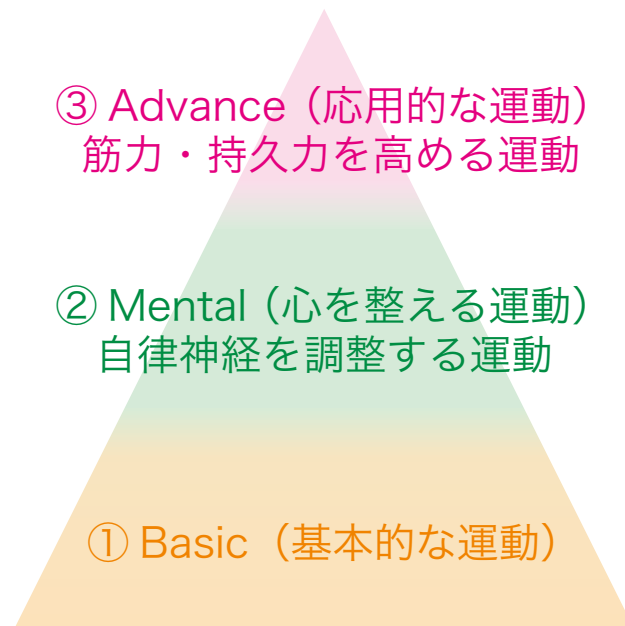 ③ Advance（応用的な運動）
筋力・持久力を高める運動
② Mental（心を整える運動）
自律神経を調整する運動
① Basic（基本的な運動）